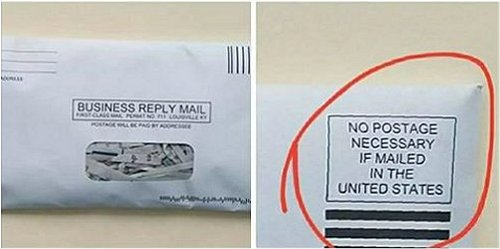 ADDRESS
BUSINESS REPLY MAIL
FIRST-CLASS MAIL PERMIT NO. 711 LOUISVILLE KY
POSTAGE WILL BE PAID BY ADDRESSEE
NO POSTAGE
NECESSARY
IF MAILED
IN THE
UNITED STATES